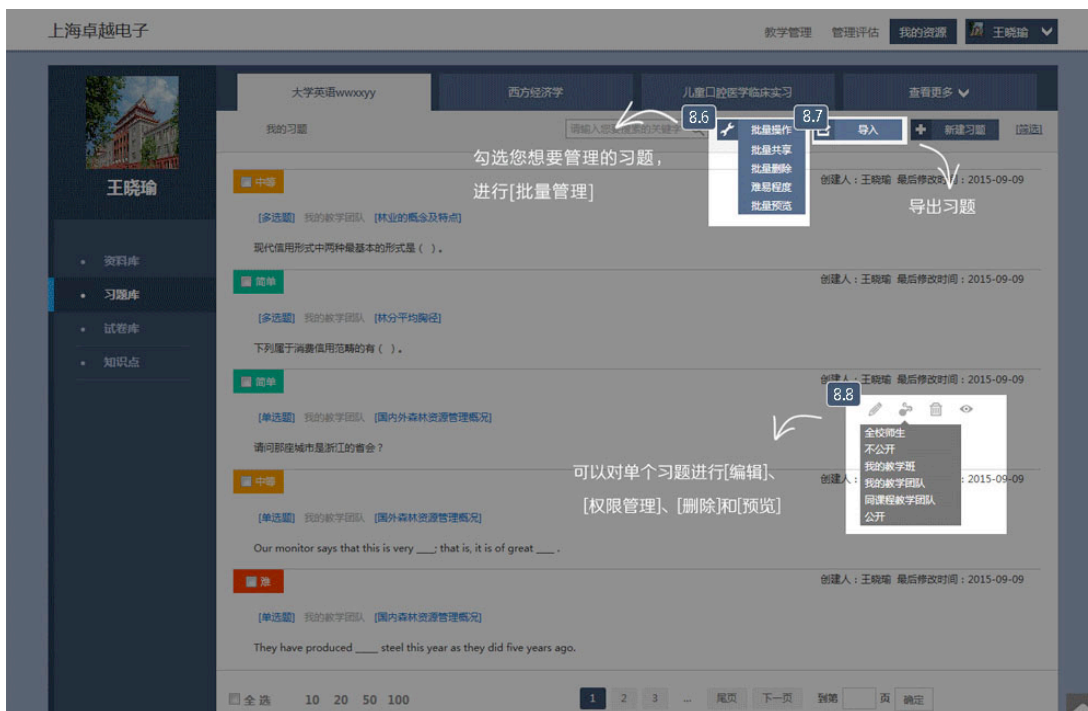 上海卓越电子
教学管理 管理评估 我的资源 王晓瑜
大学英语wwxxyy 西方经济学 儿童口腔医学临床实习 查看更多
8.6 8.7
我的习题 请输入您要搜索的关键字 批量操作 导入 新建习题 [筛选]
批量共享
批量删除
难易程度
批量预览
勾选您想要管理的习题，
进行[批量管理]
导出习题
王晓瑜
资料库
习题库
试卷库
知识点
中等 创建人：王晓瑜 最后修改时间：2015-09-09
[多选题] 我的教学团队 [林业的概念及特点]
现代信用形式中两种最基本的形式是（ ）。
简单 创建人：王晓瑜 最后修改时间：2015-09-09
[多选题] 我的教学团队 [林分平均胸径]
下列属于消费信用范畴的有（ ）。
简单 创建人：王晓瑜 最后修改时间：2015-09-09
8.8
[单选题] 我的教学团队 [国内外森林资源管理概况]
请问那座城市是浙江的省会？
全校师生
不公开
我的教学班
我的教学团队
同课程教学团队
公开
可以对单个习题进行[编辑]、
[权限管理]、[删除]和[预览]
中等 创建人： ：2015-09-09
[单选题] 我的教学团队 [国外森林资源管理概况]
Our monitor says that this is very ___; that is, it is of great ___ .
难 创建人：王晓瑜 最后修改时间：2015-09-09
[单选题] 我的教学团队 [国内森林资源管理概况]
They have produced ____ steel this year as they did five years ago.
全选 10 20 50 100 1 2 3 ... 尾页 下一页 到第 页 确定